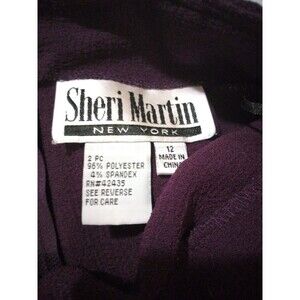 Sheri Martin
NEW YORK
2 PC
96% POLYESTER
4% SPANDEX
RN#42435
SEE REVERSE
FOR CARE
12
MADE IN
CHINA